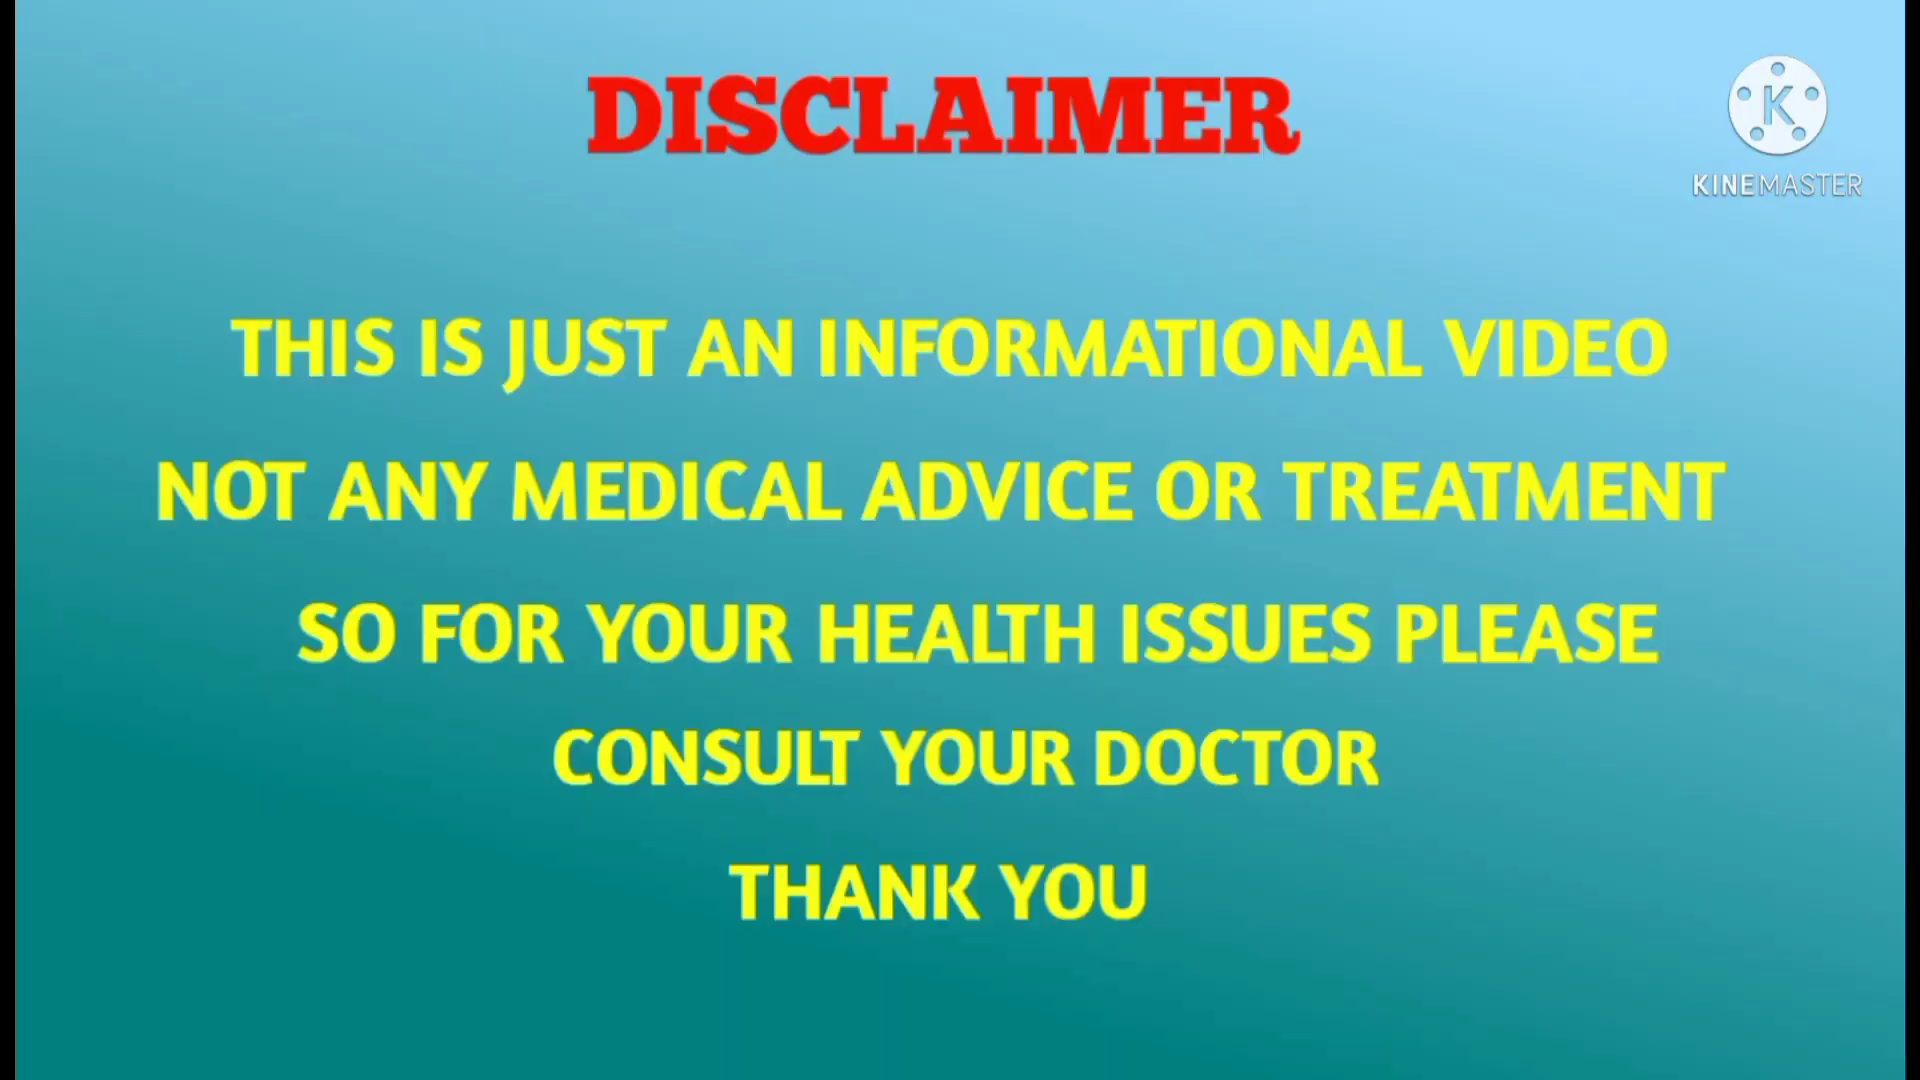 DISCLAIMER
K
KINEMASTER
THIS IS JUST AN INFORMATIONAL VIDEO
NOT ANY MEDICAL ADVICE OR TREATMENT
SO FOR YOUR HEALTH ISSUES PLEASE
CONSULT YOUR DOCTOR
THANK YOU